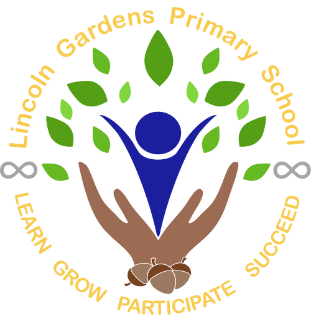 Lincoln Gardens Primary School
LEARN GROW PARTICIPATE SUCCEED